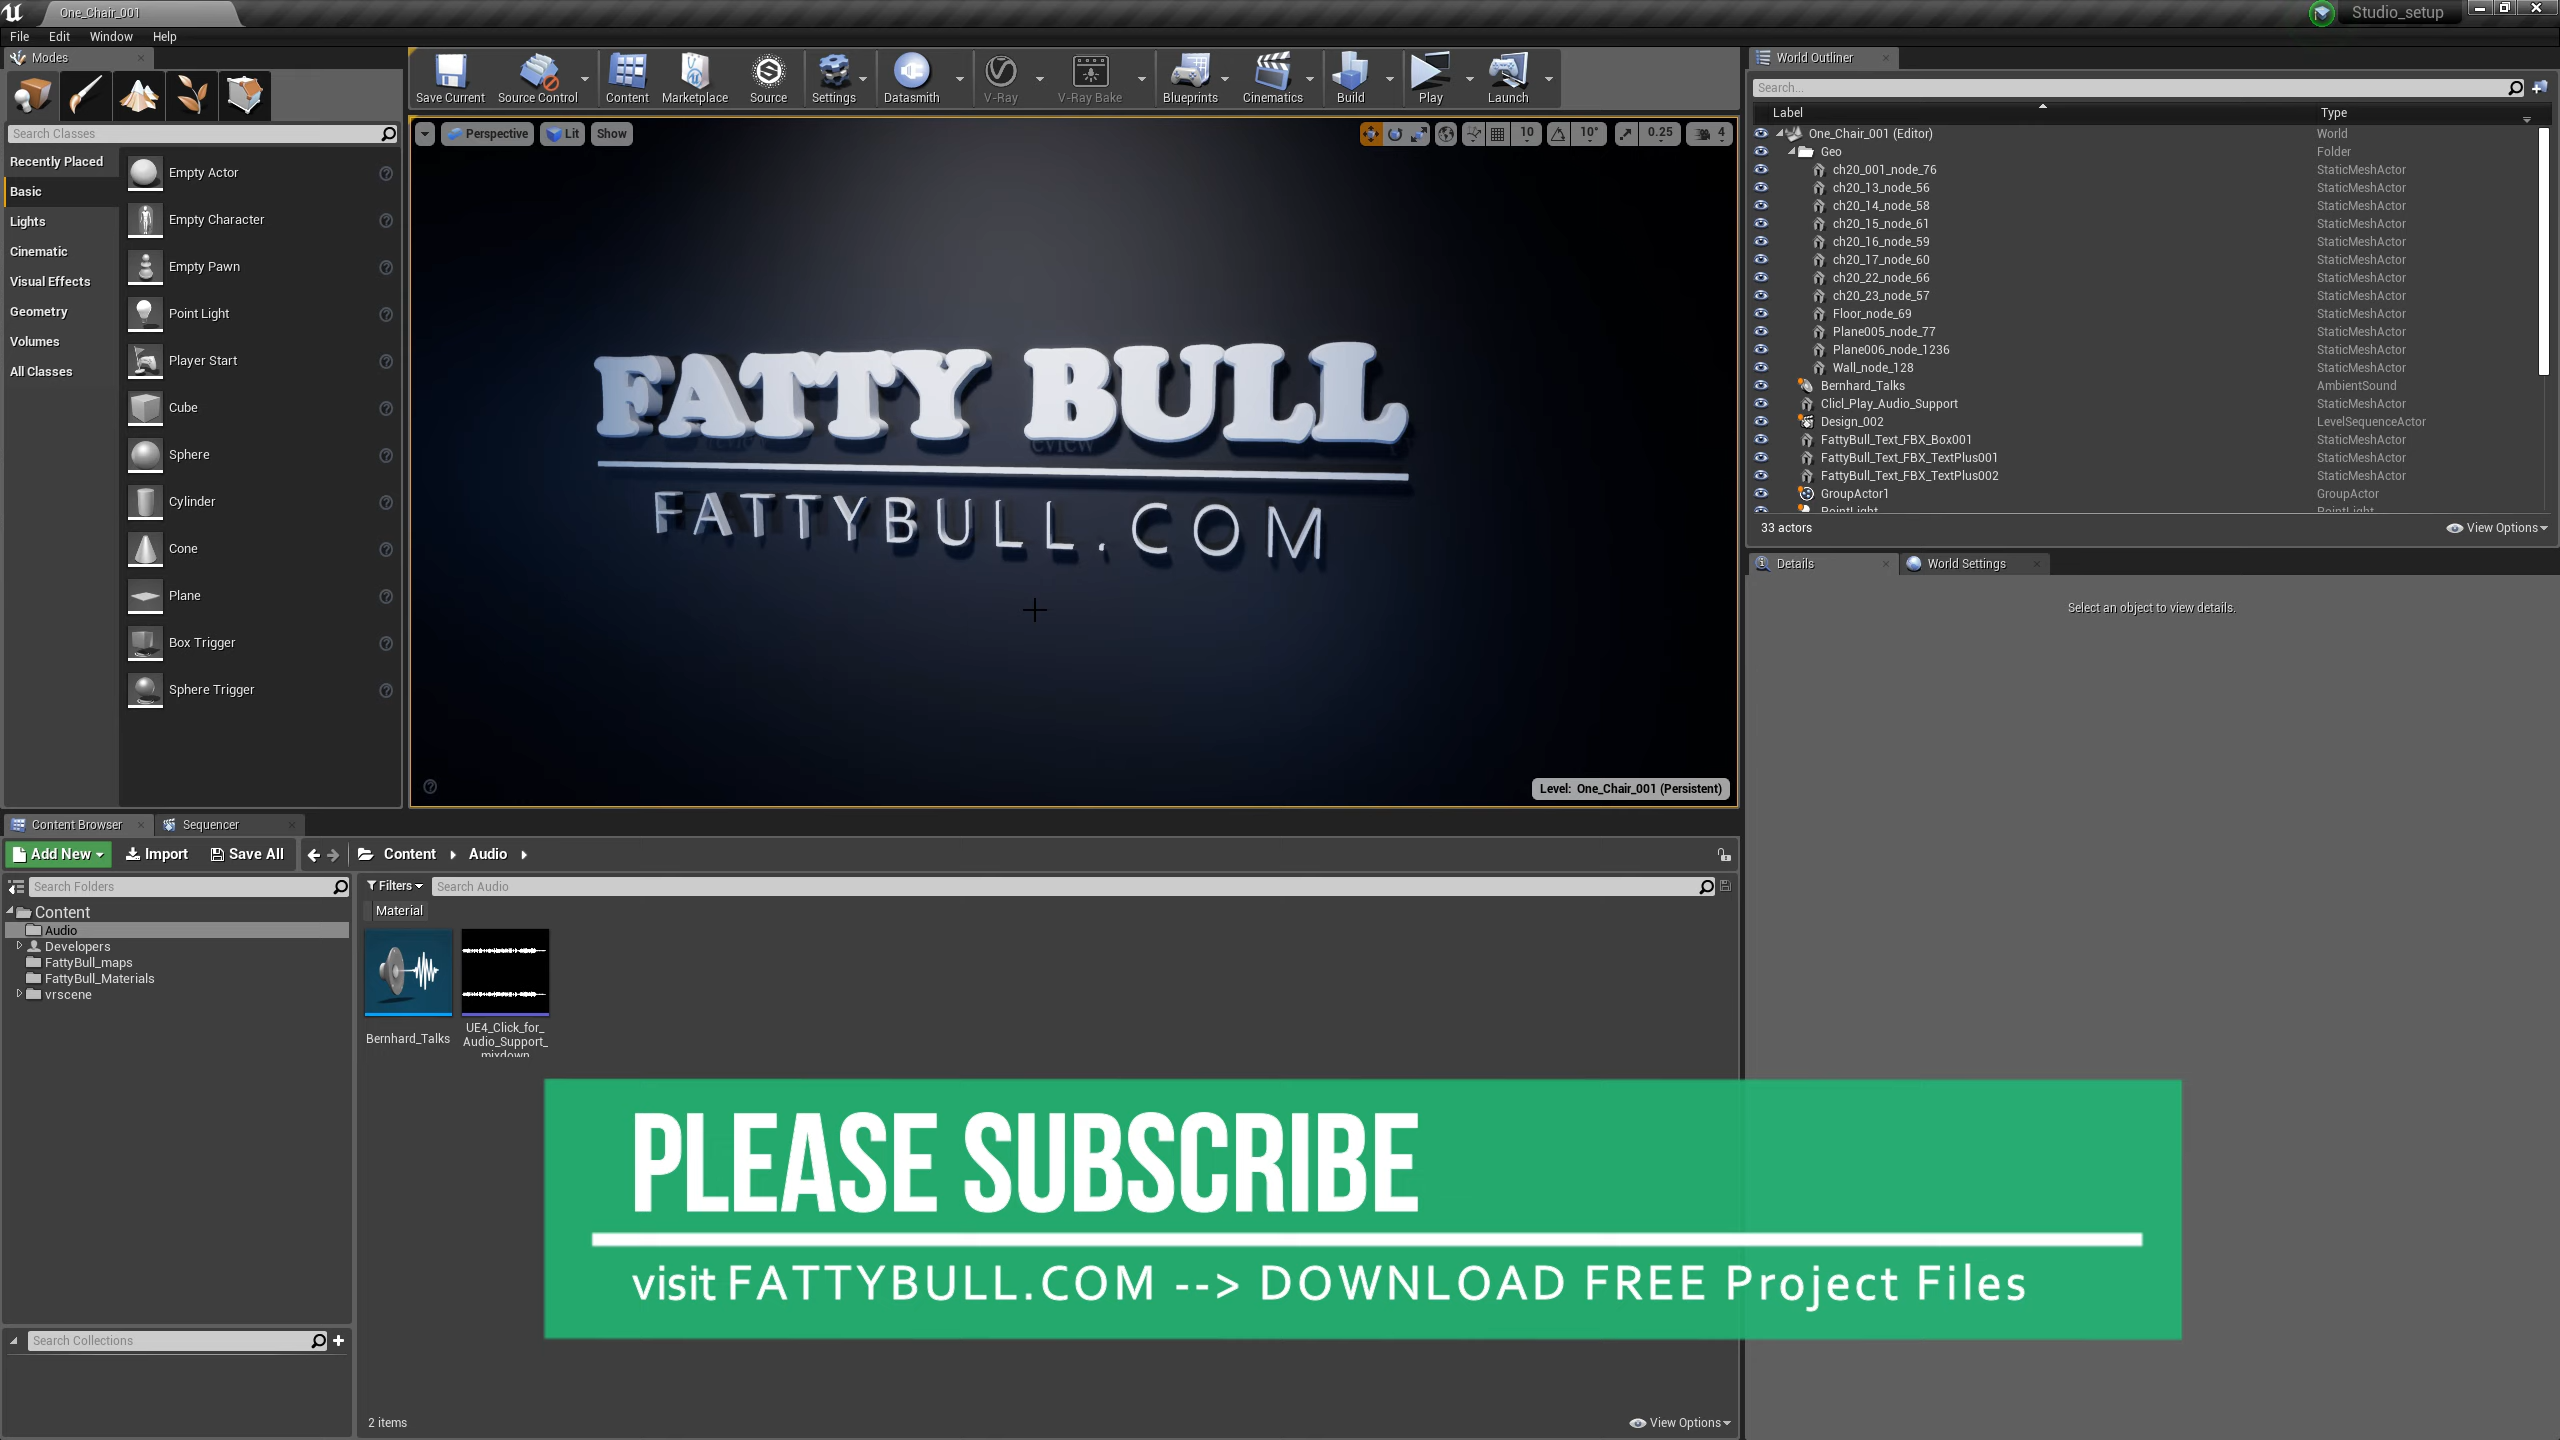 One_Chair_001
Studio_setup
File Edit Window Help
Modes
Search Classes
Recently Placed
Basic
Lights
Cinematic
Visual Effects
Geometry
Volumes
All Classes
Empty Actor
Empty Character
Empty Pawn
Point Light
Player Start
Cube
Sphere
Cylinder
Cone
Plane
Box Trigger
Sphere Trigger
Save Current Source Control Content Marketplace Source Settings Datasmith V-Ray V-Ray Bake Blueprints Cinematics Build Play Launch
Perspective Lit Show
10 10° 0.25 4
FATTY BULL
FATTYBULL.COM
Level: One_Chair_001 (Persistent)
World Outliner
Search...
Label Type
One_Chair_001 (Editor) World
Geo Folder
ch20_001_node_76 StaticMeshActor
ch20_13_node_56 StaticMeshActor
ch20_14_node_58 StaticMeshActor
ch20_15_node_61 StaticMeshActor
ch20_16_node_59 StaticMeshActor
ch20_17_node_60 StaticMeshActor
ch20_22_node_66 StaticMeshActor
ch20_23_node_57 StaticMeshActor
Floor_node_69 StaticMeshActor
Plane005_node_77 StaticMeshActor
Plane006_node_1236 StaticMeshActor
Wall_node_128 StaticMeshActor
Bernhard_Talks AmbientSound
Clicl_Play_Audio_Support StaticMeshActor
Design_002 LevelSequenceActor
FattyBull_Text_FBX_Box001 StaticMeshActor
FattyBull_Text_FBX_TextPlus001 StaticMeshActor
FattyBull_Text_FBX_TextPlus002 StaticMeshActor
GroupActor1 GroupActor
PointLight PointLight
33 actors View Options
Details World Settings
Select an object to view details.
Content Browser Sequencer
Add New Import Save All Content Audio
Search Folders
Content
Audio
Developers
FattyBull_maps
FattyBull_Materials
vrscene
Search Collections
Filters Search Audio
Material
Bernhard_Talks
UE4_Click_for_
Audio_Support_
mixdown
PLEASE SUBSCRIBE
visit FATTYBULL.COM --> DOWNLOAD FREE Project Files
2 items View Options